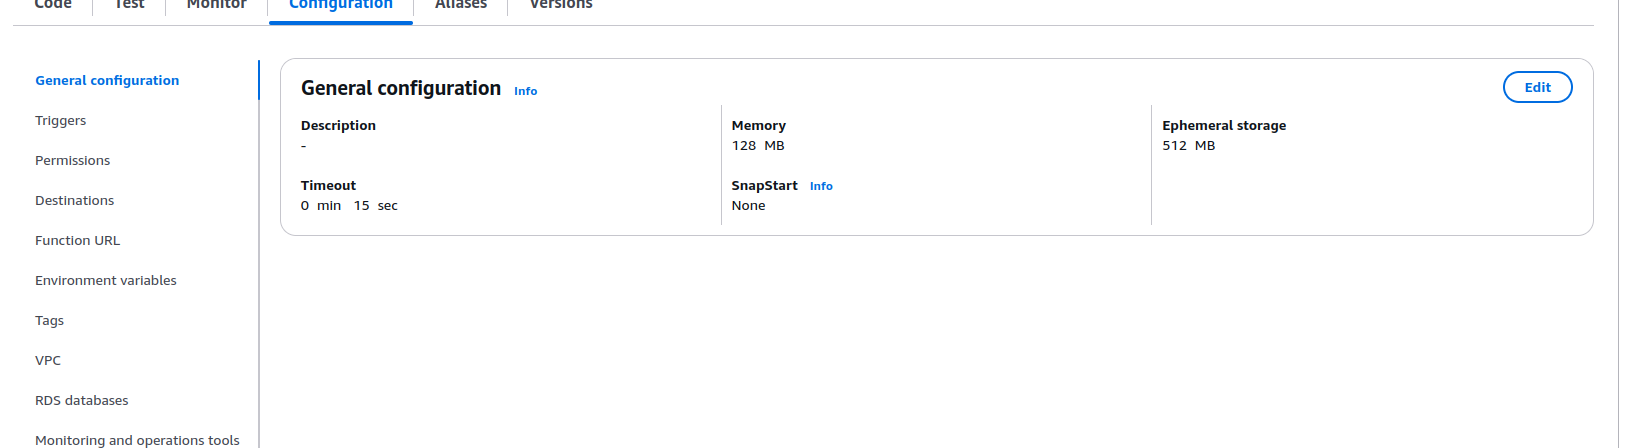 Code Test Monitor Configuration Aliases Versions
General configuration
Triggers
Permissions
Destinations
Function URL
Environment variables
Tags
VPC
RDS databases
Monitoring and operations tools
General configuration Info
Edit
Description
-
Memory
128 MB
Ephemeral storage
512 MB
Timeout
0 min 15 sec
SnapStart Info
None